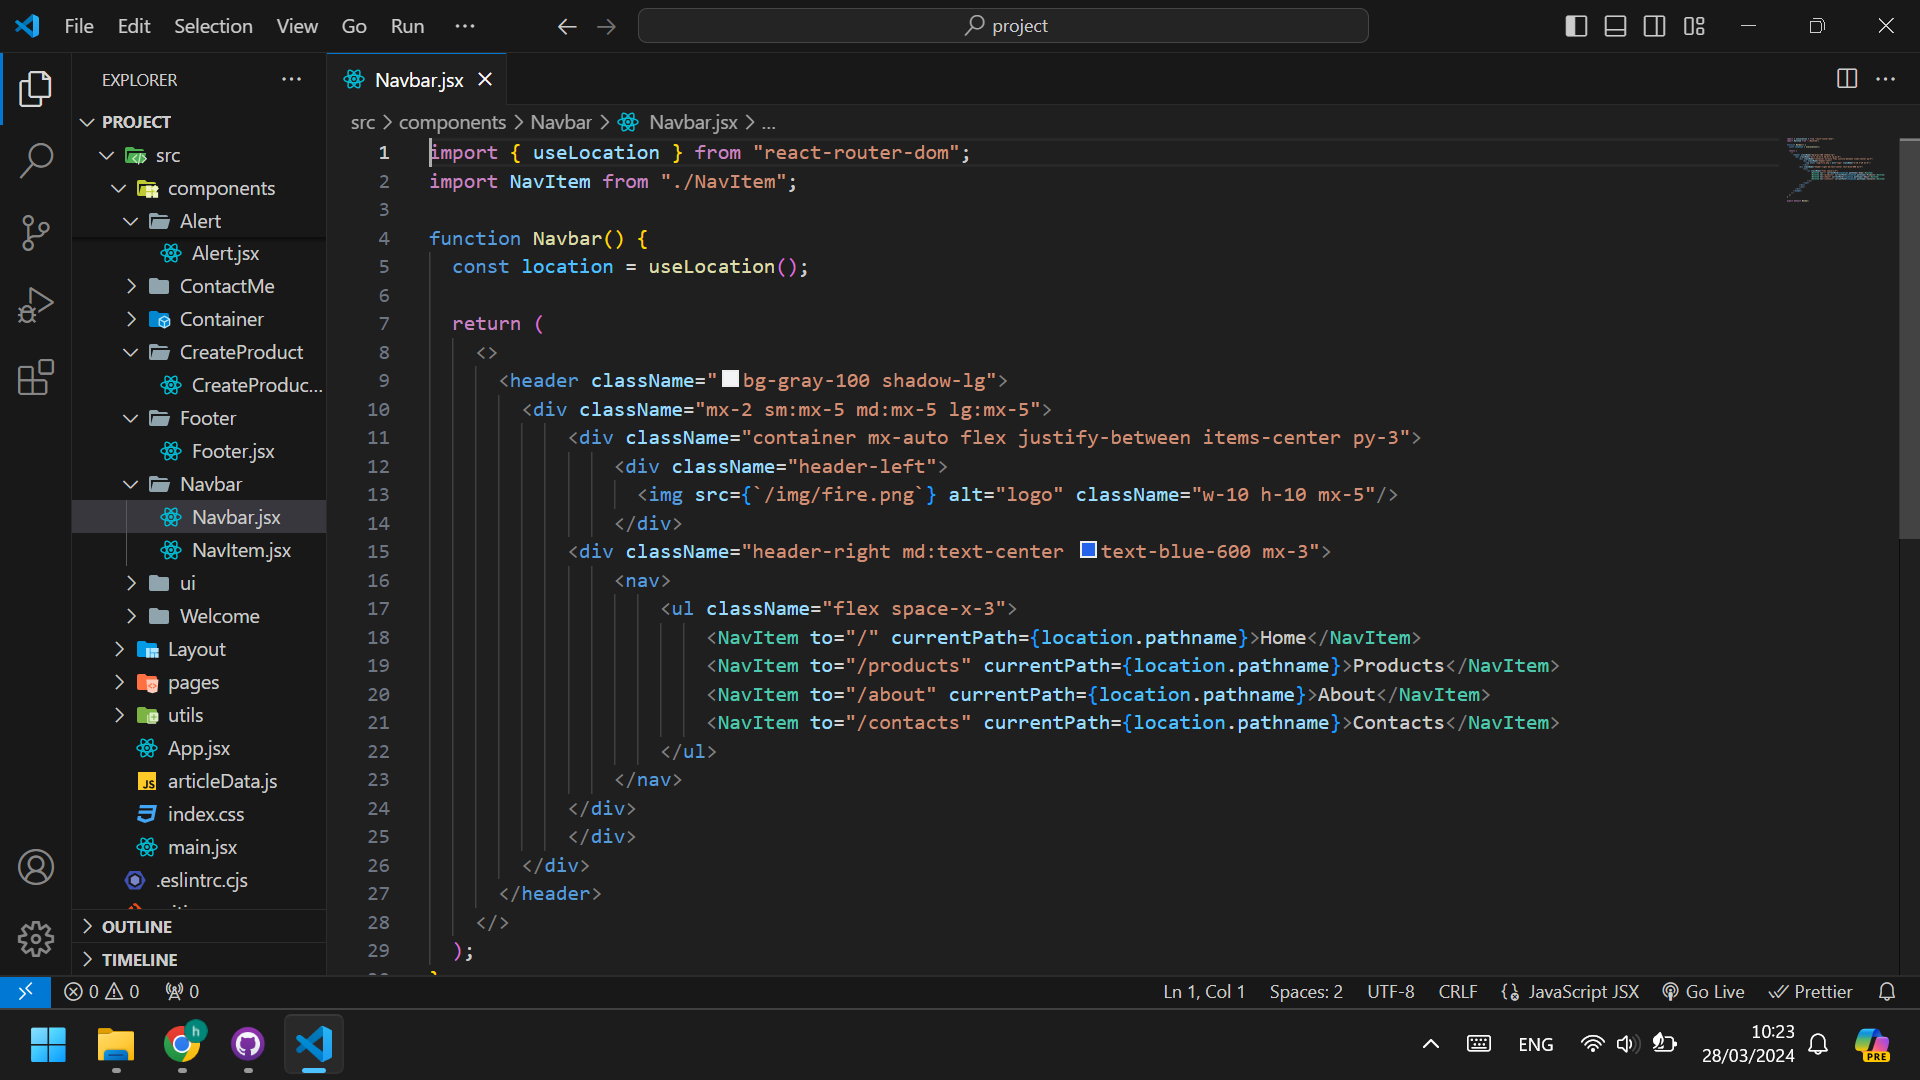 File Edit Selection View Go Run ··· project
EXPLORER ···
Navbar.jsx
PROJECT
src
components
Alert
Alert.jsx
ContactMe
Container
CreateProduct
CreateProduc...
Footer
Footer.jsx
Navbar
Navbar.jsx
NavItem.jsx
ui
Welcome
Layout
pages
utils
App.jsx
JS articleData.js
index.css
main.jsx
.eslintrc.cjs
OUTLINE
TIMELINE
src > components > Navbar > Navbar.jsx > ...
1 import { useLocation } from "react-router-dom";
2 import NavItem from "./NavItem";
3
4 function Navbar() {
5 const location = useLocation();
6
7 return (
8 <>
9 <header className="bg-gray-100 shadow-lg">
10 <div className="mx-2 sm:mx-5 md:mx-5 lg:mx-5">
11 <div className="container mx-auto flex justify-between items-center py-3">
12 <div className="header-left">
13 <img src={`/img/fire.png`} alt="logo" className="w-10 h-10 mx-5"/>
14 </div>
15 <div className="header-right md:text-center text-blue-600 mx-3">
16 <nav>
17 <ul className="flex space-x-3">
18 <NavItem to="/" currentPath={location.pathname}>Home</NavItem>
19 <NavItem to="/products" currentPath={location.pathname}>Products</NavItem>
20 <NavItem to="/about" currentPath={location.pathname}>About</NavItem>
21 <NavItem to="/contacts" currentPath={location.pathname}>Contacts</NavItem>
22 </ul>
23 </nav>
24 </div>
25 </div>
26 </div>
27 </header>
28 </>
29 );
0 0 0 Ln 1, Col 1 Spaces: 2 UTF-8 CRLF JavaScript JSX Go Live Prettier
h ENG 10:23
28/03/2024
PRE